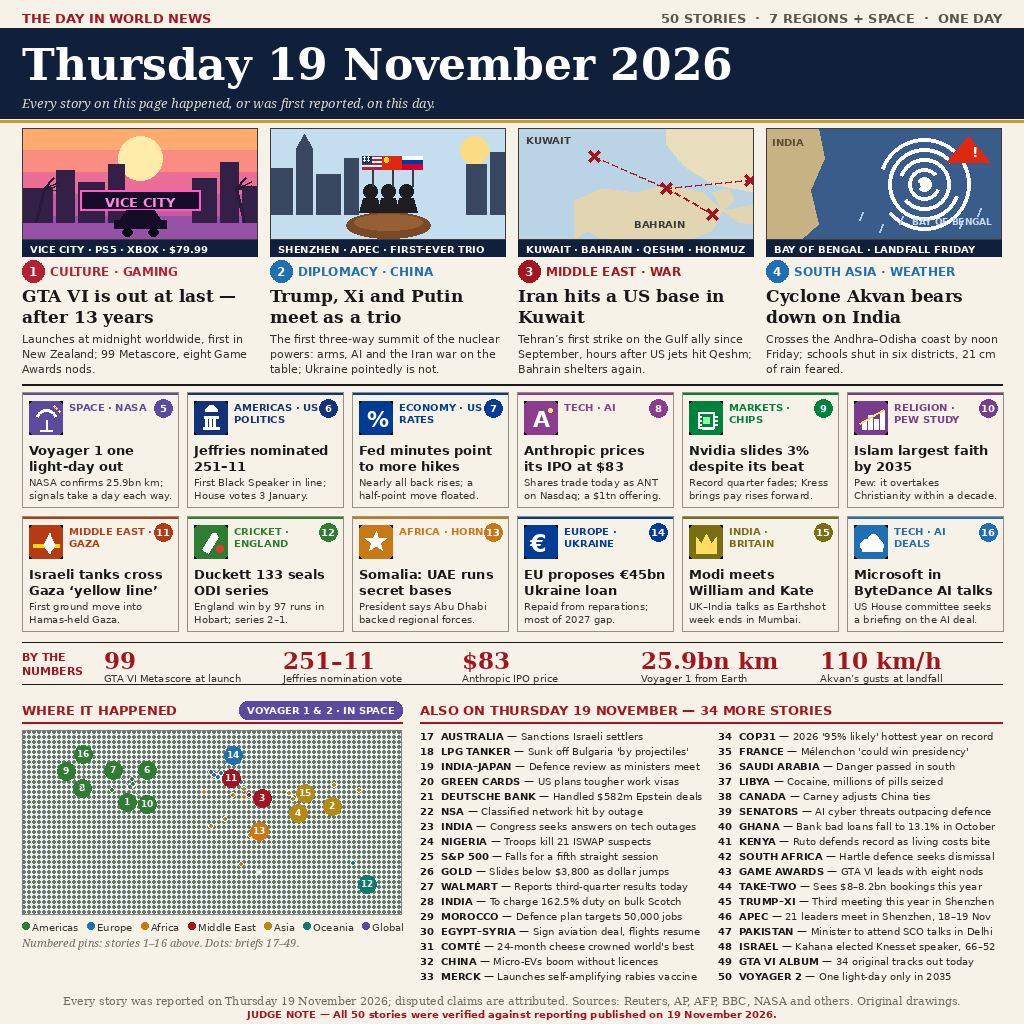 THE DAY IN WORLD NEWS
50 STORIES · 7 REGIONS + SPACE · ONE DAY
Thursday 19 November 2026
Every story on this page happened, or was first reported, on this day.
VICE CITY
VICE CITY · PS5 · XBOX · $79.99
1 CULTURE · GAMING
GTA VI is out at last —
after 13 years
Launches at midnight worldwide, first in
New Zealand; 99 Metascore, eight Game
Awards nods.
SHENZHEN · APEC · FIRST-EVER TRIO
2 DIPLOMACY · CHINA
Trump, Xi and Putin
meet as a trio
The first three-way summit of the nuclear
powers: arms, AI and the Iran war on the
table; Ukraine pointedly is not.
KUWAIT
BAHRAIN
KUWAIT · BAHRAIN · QESHM · HORMUZ
3 MIDDLE EAST · WAR
Iran hits a US base in
Kuwait
Tehran’s first strike on the Gulf ally since
September, hours after US jets hit Qeshm;
Bahrain shelters again.
INDIA
!
BAY OF BENGAL
BAY OF BENGAL · LANDFALL FRIDAY
4 SOUTH ASIA · WEATHER
Cyclone Akvan bears
down on India
Crosses the Andhra–Odisha coast by noon
Friday; schools shut in six districts, 21 cm
of rain feared.
SPACE · NASA 5
Voyager 1 one
light-day out
NASA confirms 25.9bn km;
signals take a day each way.
AMERICAS · US 6
POLITICS
Jeffries nominated
251–11
First Black Speaker in line;
House votes 3 January.
%
ECONOMY · US 7
RATES
Fed minutes point
to more hikes
Nearly all back rises; a
half-point move floated.
A
TECH · AI 8
Anthropic prices
its IPO at $83
Shares trade today as ANT
on Nasdaq; a $1tn offering.
MARKETS · 9
CHIPS
Nvidia slides 3%
despite its beat
Record quarter fades; Kress
brings pay rises forward.
RELIGION · 10
PEW STUDY
Islam largest faith
by 2035
Pew: it overtakes
Christianity within a decade.
MIDDLE EAST · 11
GAZA
Israeli tanks cross
Gaza ‘yellow line’
First ground move into
Hamas-held Gaza.
CRICKET · 12
ENGLAND
Duckett 133 seals
ODI series
England win by 97 runs in
Hobart; series 2–1.
AFRICA · HORN 13
Somalia: UAE runs
secret bases
President says Abu Dhabi
backed regional forces.
€
EUROPE · 14
UKRAINE
EU proposes €45bn
Ukraine loan
Repaid from reparations;
most of 2027 gap.
INDIA · 15
BRITAIN
Modi meets
William and Kate
UK–India talks as Earthshot
week ends in Mumbai.
TECH · AI 16
DEALS
Microsoft in
ByteDance AI talks
US House committee seeks
a briefing on the AI deal.
BY THE
NUMBERS
99
GTA VI Metascore at launch
251–11
Jeffries nomination vote
$83
Anthropic IPO price
25.9bn km
Voyager 1 from Earth
110 km/h
Akvan’s gusts at landfall
WHERE IT HAPPENED
VOYAGER 1 & 2 · IN SPACE
16
9
7
6
8
1
10
14
11
3
15
4
2
13
12
Americas Europe Africa Middle East Asia Oceania Global
Numbered pins: stories 1–16 above. Dots: briefs 17–49.
ALSO ON THURSDAY 19 NOVEMBER — 34 MORE STORIES
17 AUSTRALIA — Sanctions Israeli settlers
18 LPG TANKER — Sunk off Bulgaria 'by projectiles'
19 INDIA–JAPAN — Defence review as ministers meet
20 GREEN CARDS — US plans tougher work visas
21 DEUTSCHE BANK — Handled $582m Epstein deals
22 NSA — Classified network hit by outage
23 INDIA — Congress seeks answers on tech outages
24 NIGERIA — Troops kill 21 ISWAP suspects
25 S&P 500 — Falls for a fifth straight session
26 GOLD — Slides below $3,800 as dollar jumps
27 WALMART — Reports third-quarter results today
28 INDIA — To charge 162.5% duty on bulk Scotch
29 MOROCCO — Defence plan targets 50,000 jobs
30 EGYPT–SYRIA — Sign aviation deal, flights resume
31 COMTÉ — 24-month cheese crowned world's best
32 CHINA — Micro-EVs boom without licences
33 MERCK — Launches self-amplifying rabies vaccine
34 COP31 — 2026 '95% likely' hottest year on record
35 FRANCE — Mélenchon 'could win presidency'
36 SAUDI ARABIA — Danger passed in south
37 LIBYA — Cocaine, millions of pills seized
38 CANADA — Carney adjusts China ties
39 SENATORS — AI cyber threats outpacing defence
40 GHANA — Bank bad loans fall to 13.1% in October
41 KENYA — Ruto defends record as living costs bite
42 SOUTH AFRICA — Hartle defence seeks dismissal
43 GAME AWARDS — GTA VI leads with eight nods
44 TAKE-TWO — Sees $8–8.2bn bookings this year
45 TRUMP–XI — Third meeting this year in Shenzhen
46 APEC — 21 leaders meet in Shenzhen, 18–19 Nov
47 PAKISTAN — Minister to attend SCO talks in Delhi
48 ISRAEL — Kahana elected Knesset speaker, 66–52
49 GTA VI ALBUM — 34 original tracks out today
50 VOYAGER 2 — One light-day only in 2035
Every story was reported on Thursday 19 November 2026; disputed claims are attributed. Sources: Reuters, AP, AFP, BBC, NASA and others. Original drawings.
JUDGE NOTE — All 50 stories were verified against reporting published on 19 November 2026.